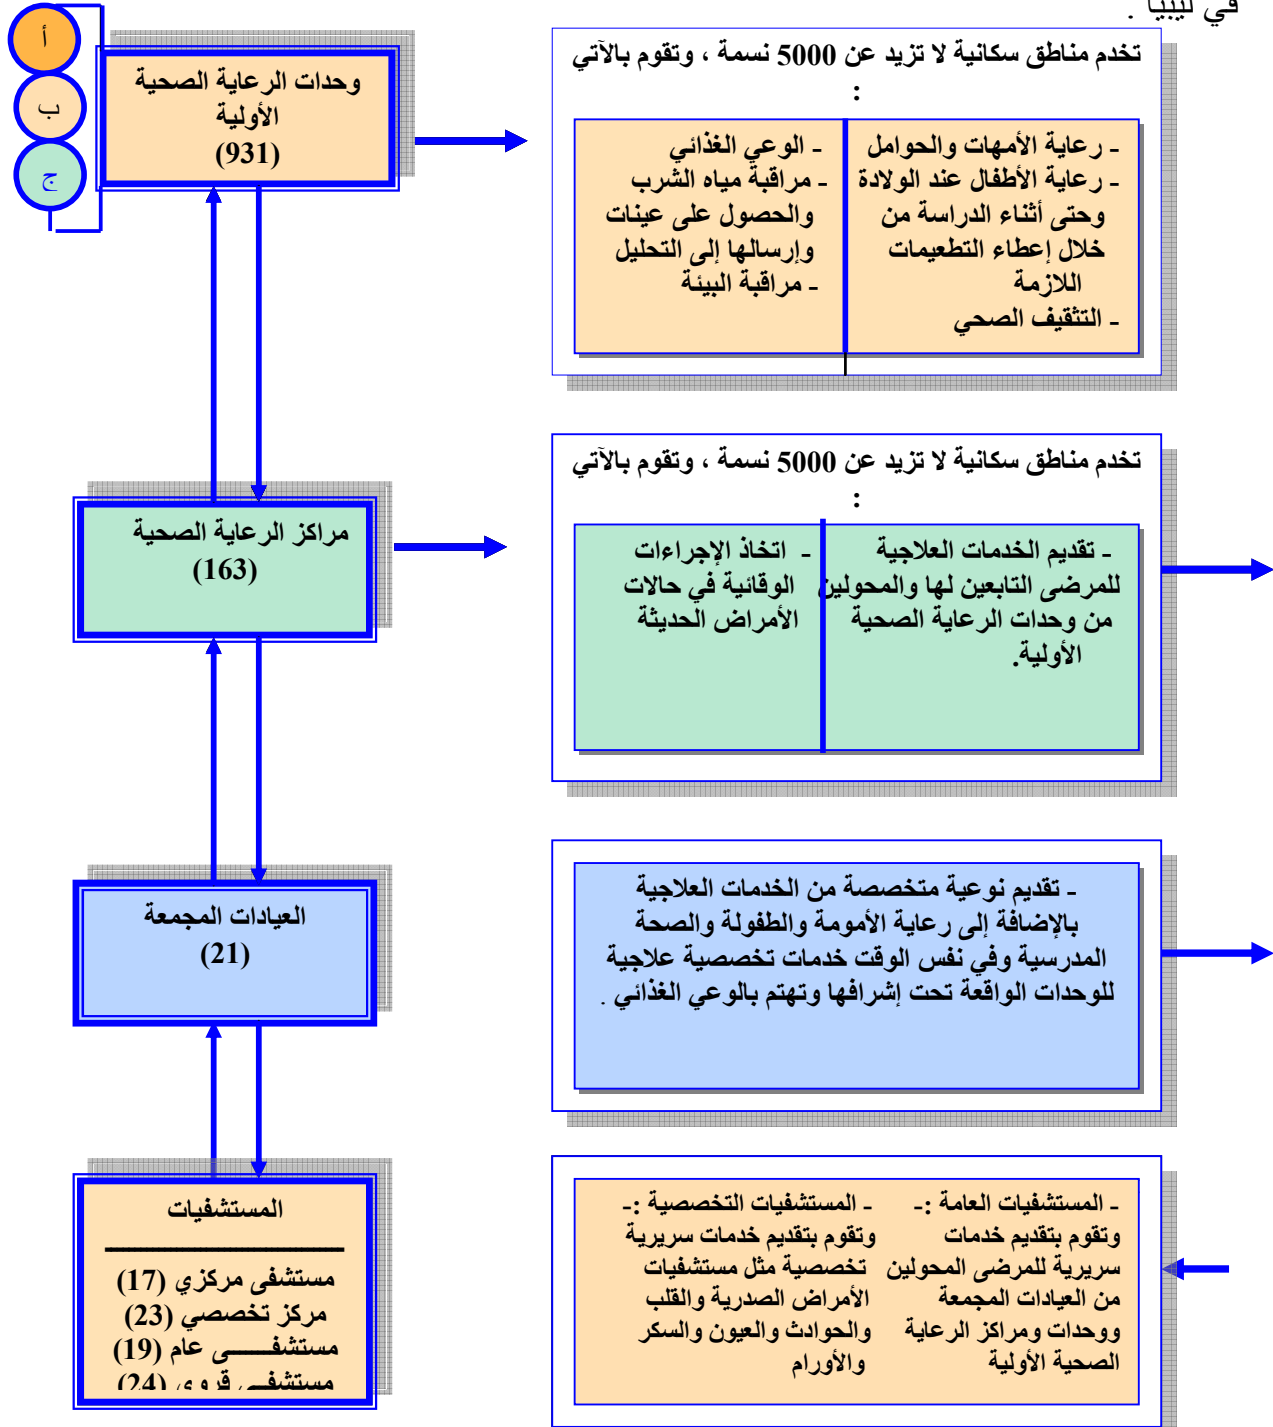 في ليبيا .
أ
ب
ج
وحدات الرعاية الصحية
الأولية
(931)
تخدم مناطق سكانية لا تزيد عن 5000 نسمة ، وتقوم بالآتي
:
- رعاية الأمهات والحوامل
- رعاية الأطفال عند الولادة
وحتى أثناء الدراسة من
خلال إعطاء التطعيمات
اللازمة
- التثقيف الصحي
- الوعي الغذائي
- مراقبة مياه الشرب
والحصول على عينات
وإرسالها إلى التحليل
- مراقبة البيئة
مراكز الرعاية الصحية
(163)
تخدم مناطق سكانية لا تزيد عن 5000 نسمة ، وتقوم بالآتي
:
- تقديم الخدمات العلاجية
للمرضى التابعين لها والمحولين
من وحدات الرعاية الصحية
الأولية.
- اتخاذ الإجراءات
الوقائية في حالات
الأمراض الحديثة
العيادات المجمعة
(21)
- تقديم نوعية متخصصة من الخدمات العلاجية
بالإضافة إلى رعاية الأمومة والطفولة والصحة
المدرسية وفي نفس الوقت خدمات تخصصية علاجية
للوحدات الواقعة تحت إشرافها وتهتم بالوعي الغذائي .
المستشفيات
مستشفى مركزي (17)
مركز تخصصي (23)
مستشفــــــى عام (19)
مستشفــى قروي (24)
- المستشفيات العامة :-
وتقوم بتقديم خدمات
سريرية للمرضى المحولين
من العيادات المجمعة
ووحدات ومراكز الرعاية
الصحية الأولية
- المستشفيات التخصصية :-
وتقوم بتقديم خدمات سريرية
تخصصية مثل مستشفيات
الأمراض الصدرية والقلب
والحوادث والعيون والسكر
والأورام